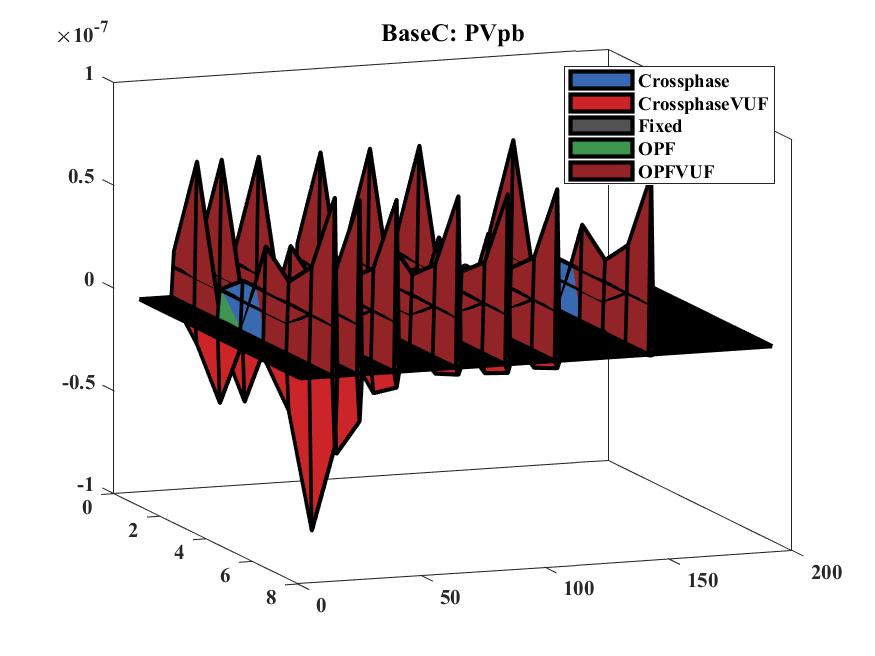 ×10⁻⁷
BaseC: PVpb
1
0.5
0
-0.5
-1
Crossphase
CrossphaseVUF
Fixed
OPF
OPFVUF
0
2
4
6
8
0
50
100
150
200